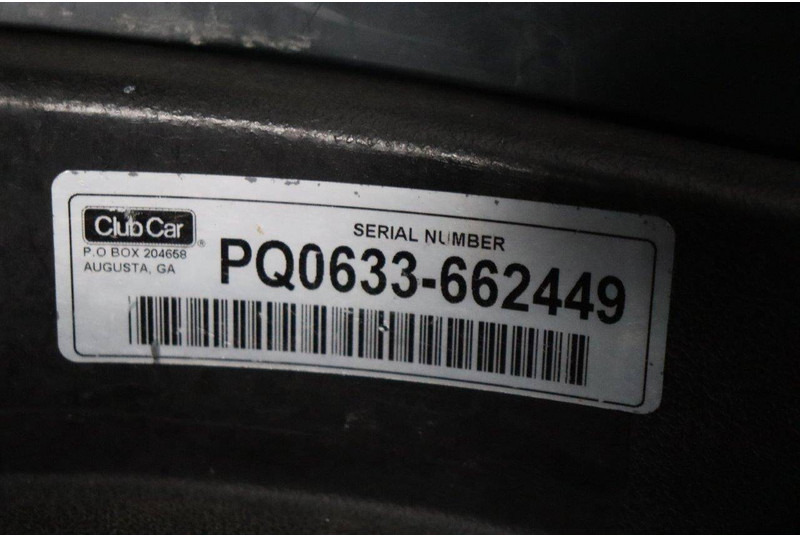 Club Car®
P.O BOX 204658
AUGUSTA, GA
SERIAL NUMBER
PQ0633-662449